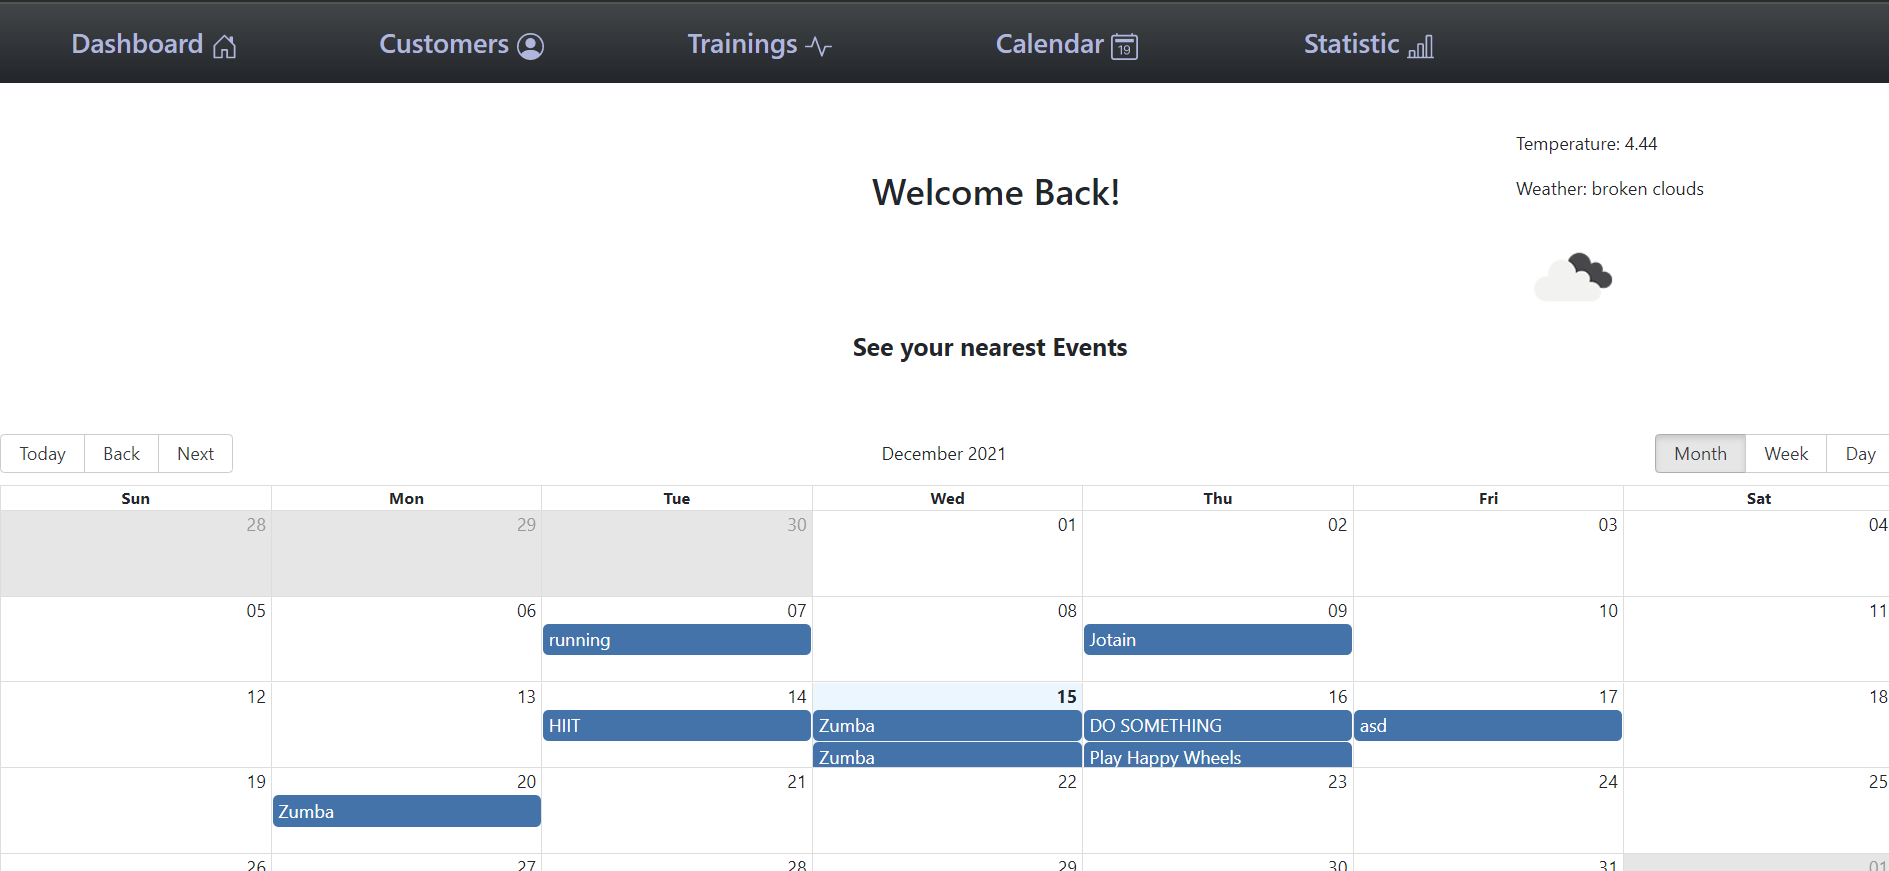 Dashboard Customers Trainings Calendar 19 Statistic
Temperature: 4.44
Welcome Back!
Weather: broken clouds
See your nearest Events
Today Back Next December 2021 Month Week Day
Sun Mon Tue Wed Thu Fri Sat
28 29 30 01 02 03 04
05 06 07 08 09 10 11
running Jotain
12 13 14 15 16 17 18
HIIT Zumba DO SOMETHING asd
Zumba Play Happy Wheels
19 20 21 22 23 24 25
Zumba
26 27 28 29 30 31 01